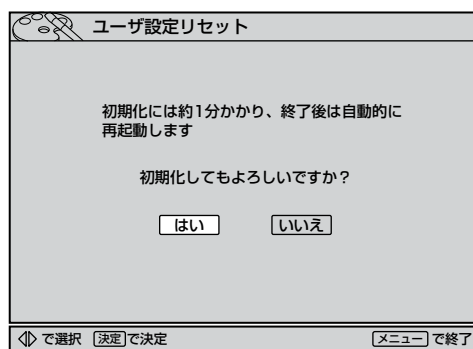 ユーザ設定リセット
初期化には約1分かかり、終了後は自動的に
再起動します
初期化してもよろしいですか？
はい いいえ
で選択 決定で決定 メニューで終了